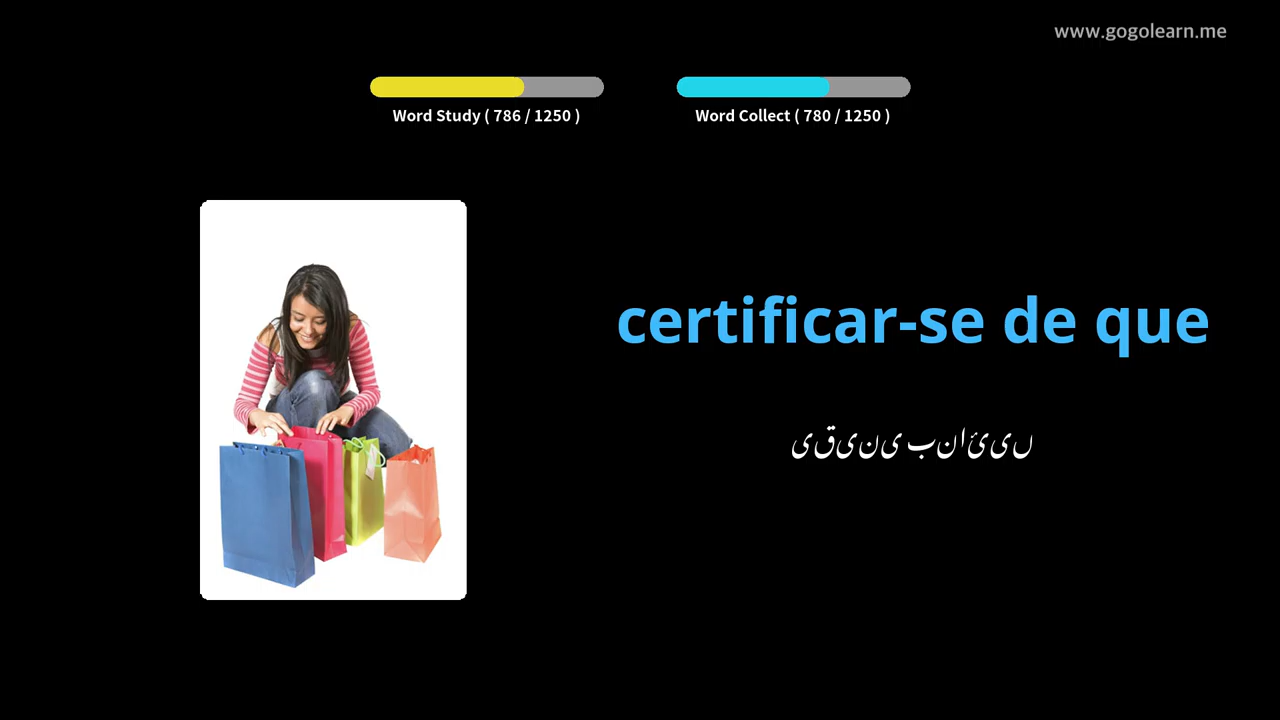 www.gogolearn.me
Word Study ( 786 / 1250 )
Word Collect ( 780 / 1250 )
certificar-se de que
یقینی بنائیں